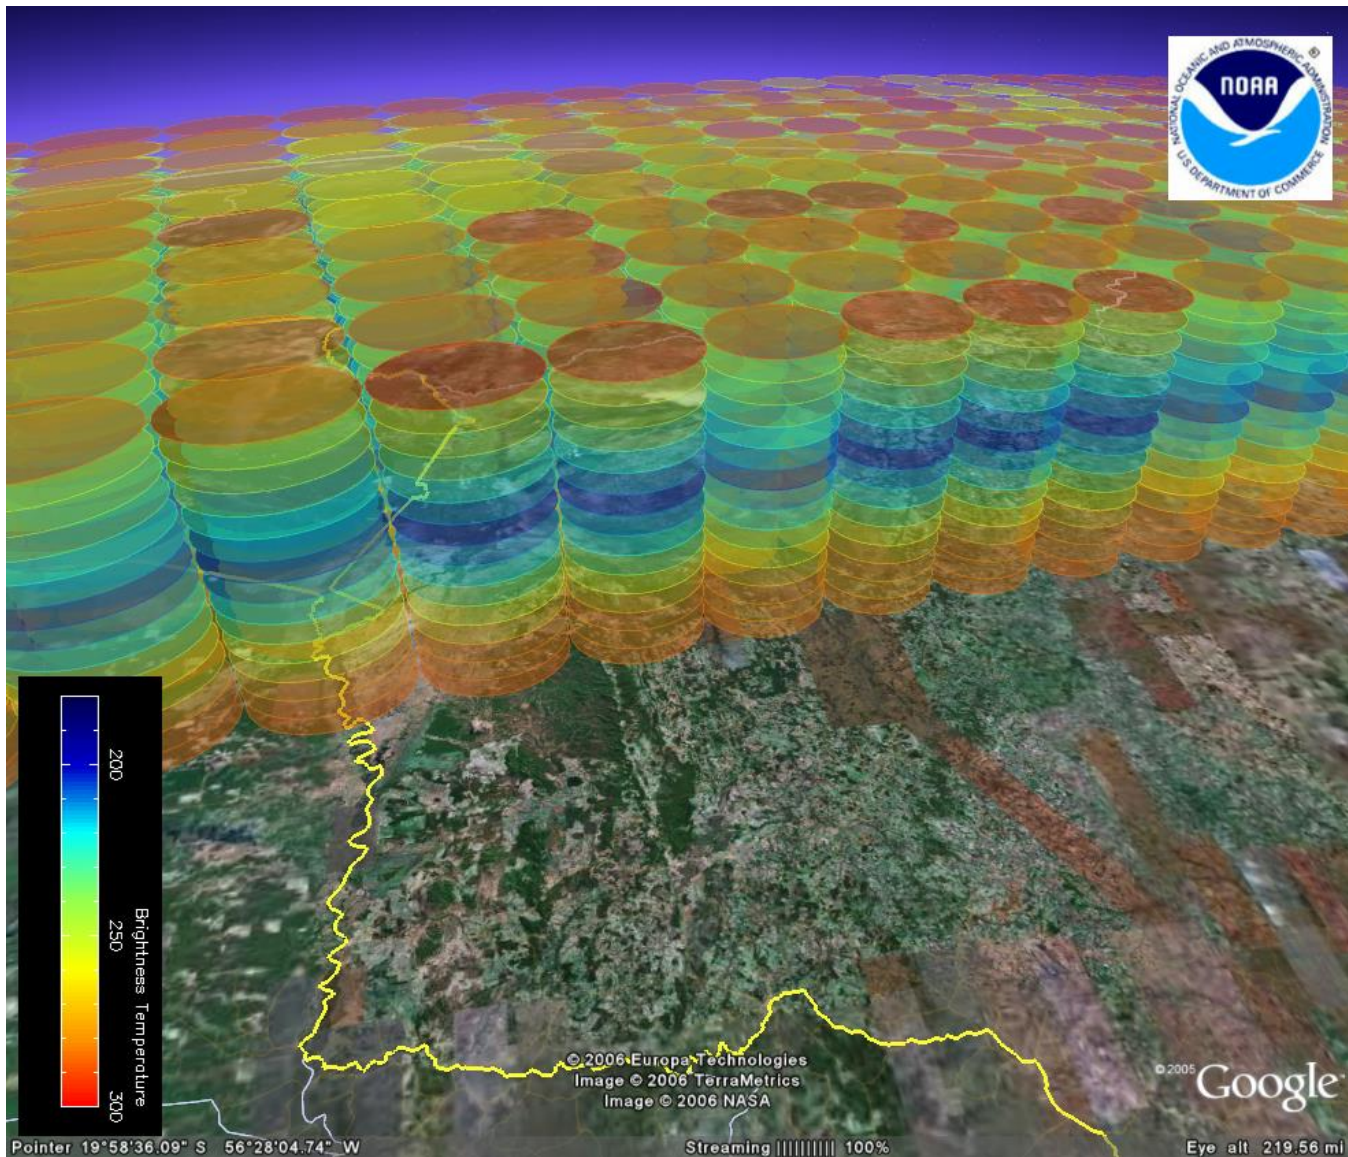 NATIONAL OCEANIC AND ATMOSPHERIC ADMINISTRATION
NOAA
U.S. DEPARTMENT OF COMMERCE
200
250
300
Brightness Temperature
© 2006 Europa Technologies
Image © 2006 TerraMetrics
Image © 2006 NASA
© 2005 Google
Pointer 19°58'36.09" S 56°28'04.74" W
Streaming |||||||||| 100%
Eye alt 219.56 mi